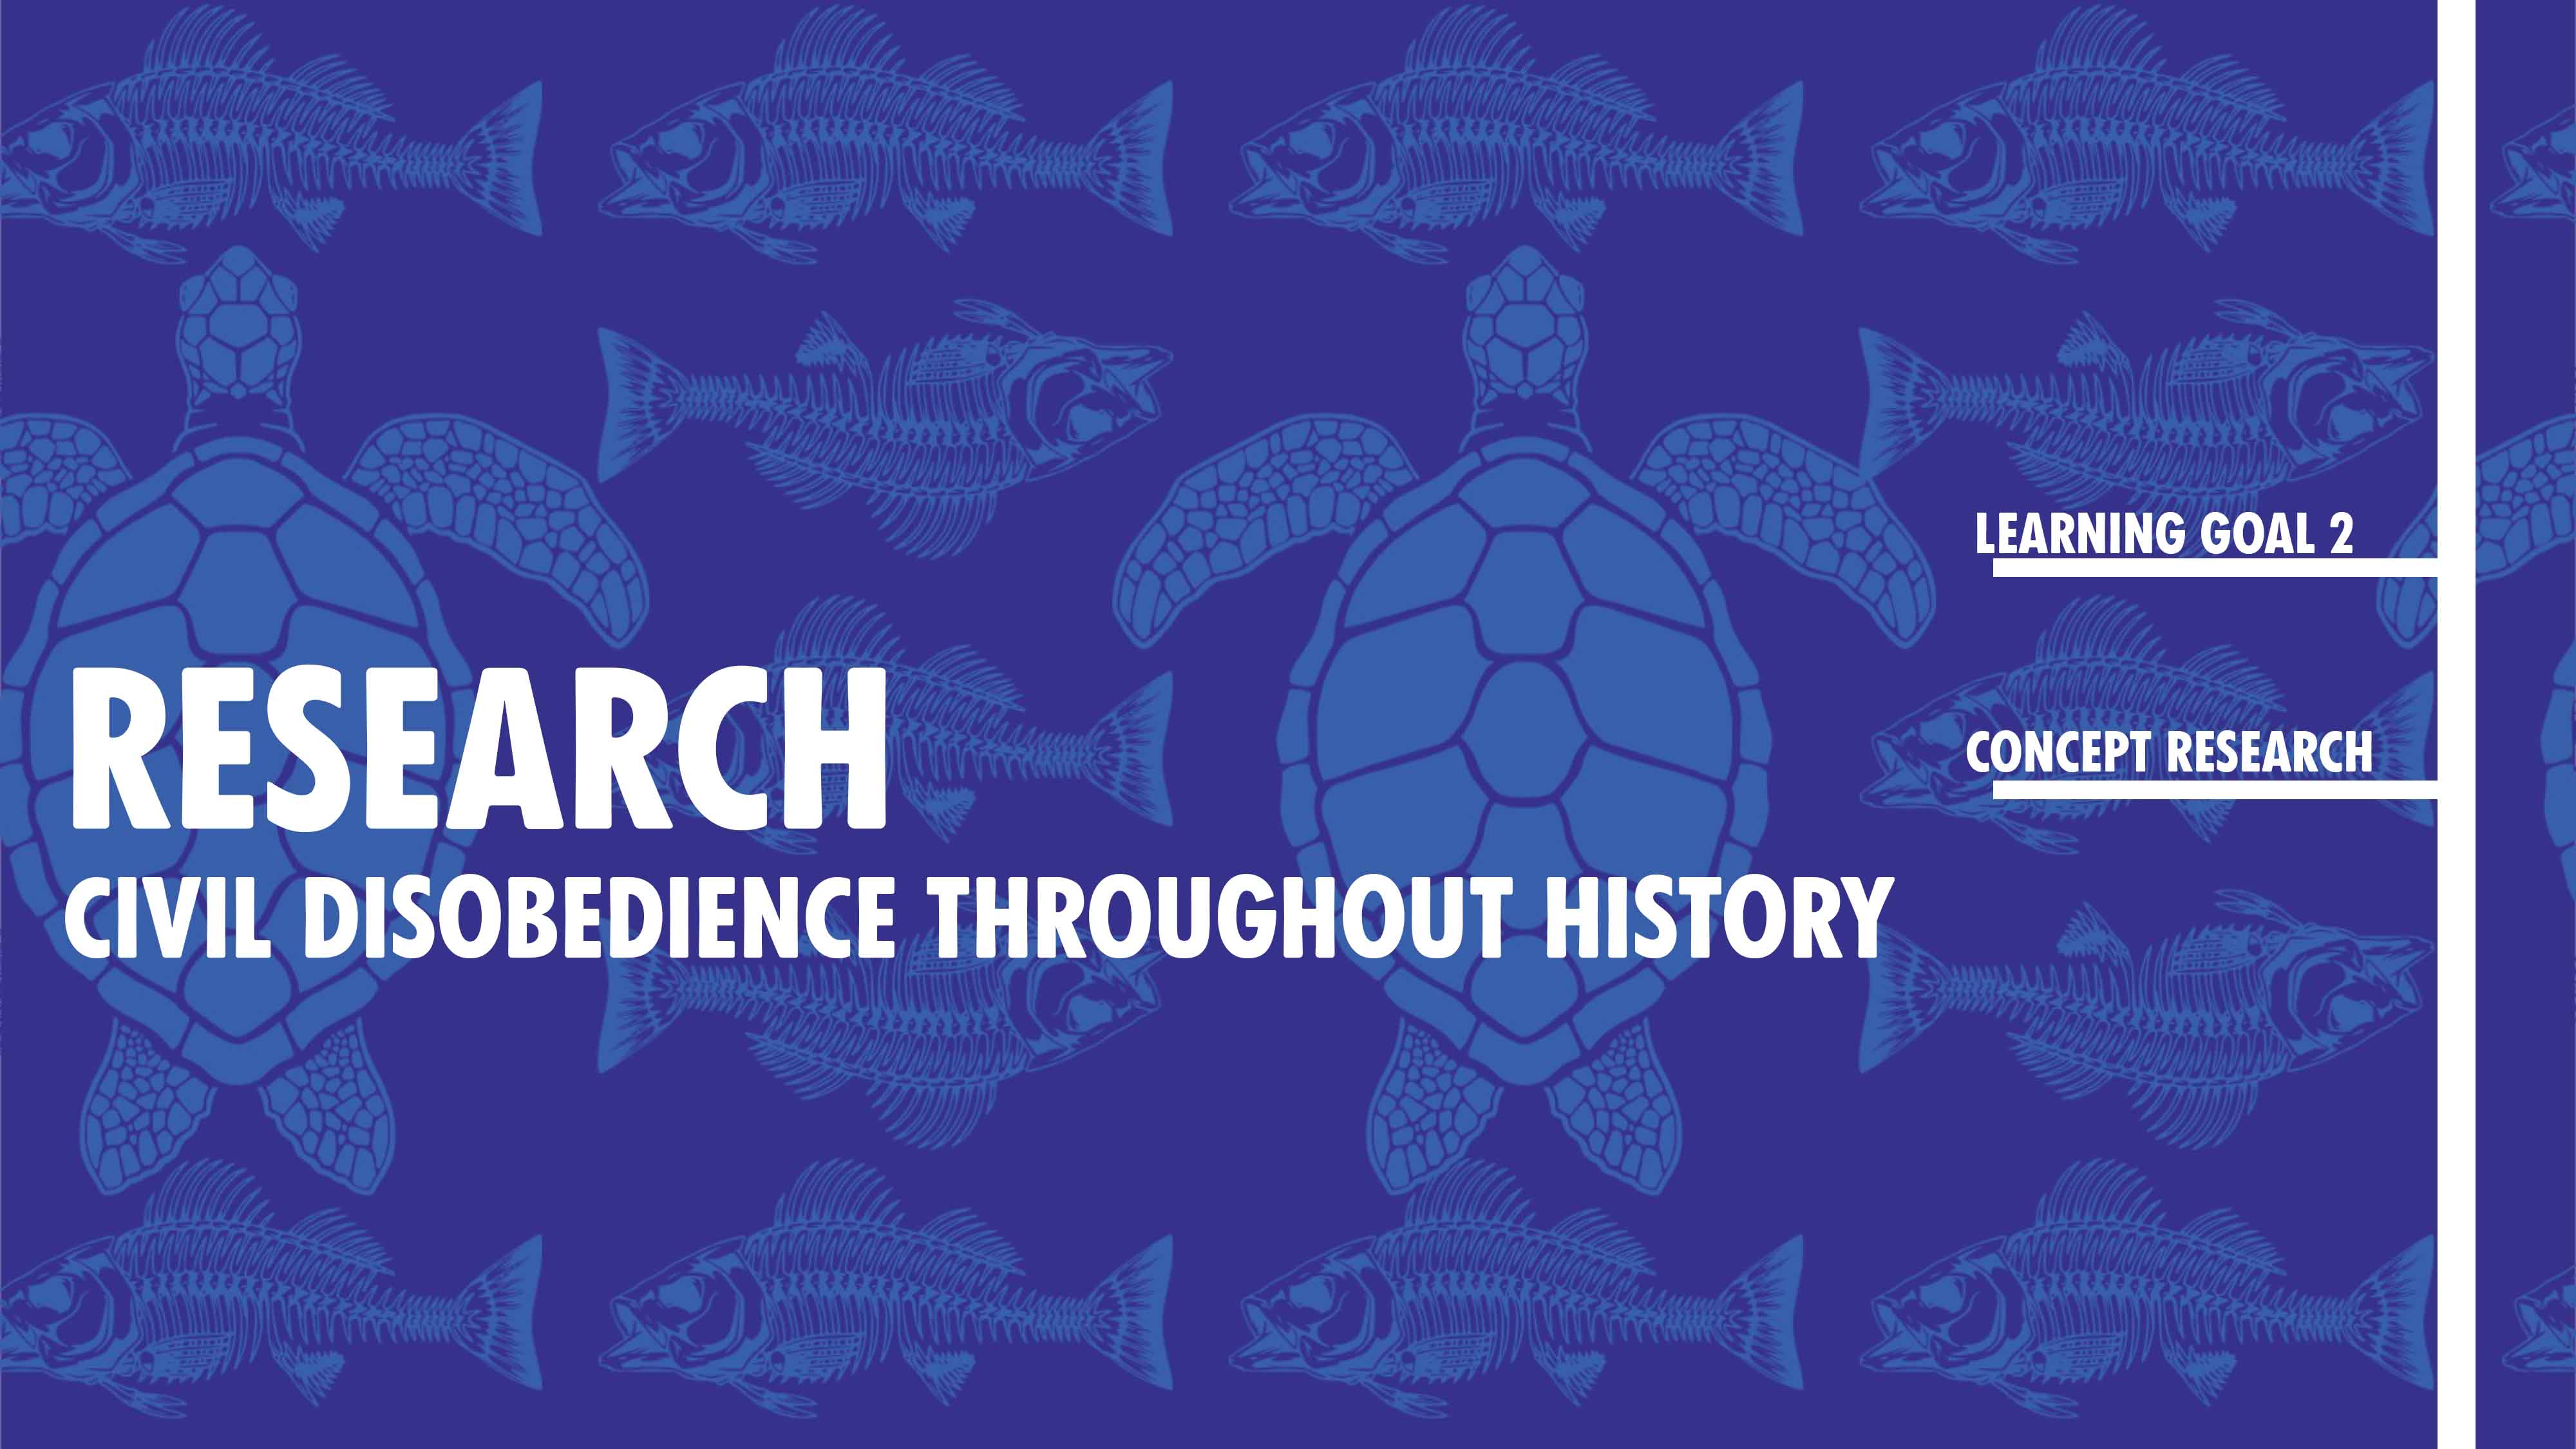 LEARNING GOAL 2
RESEARCH
CONCEPT RESEARCH
CIVIL DISOBEDIENCE THROUGHOUT HISTORY